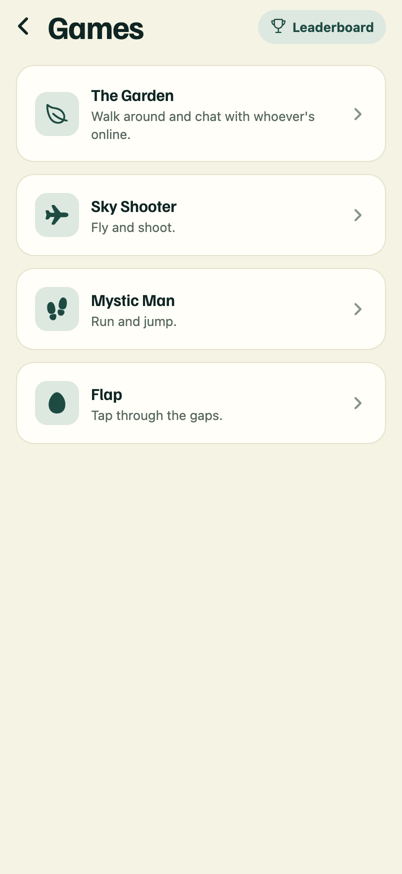 Games
Leaderboard
The Garden
Walk around and chat with whoever's
online.
Sky Shooter
Fly and shoot.
Mystic Man
Run and jump.
Flap
Tap through the gaps.